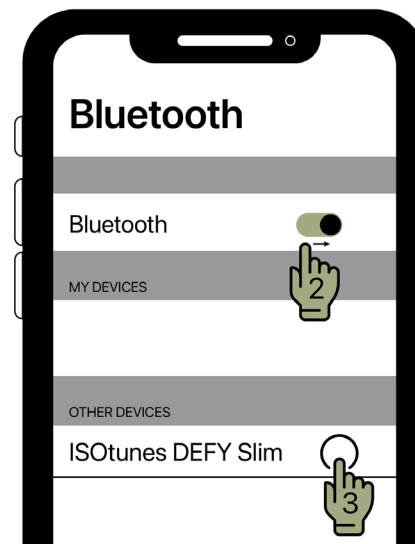 Bluetooth
Bluetooth
2
MY DEVICES
OTHER DEVICES
ISOtunes DEFY Slim
3